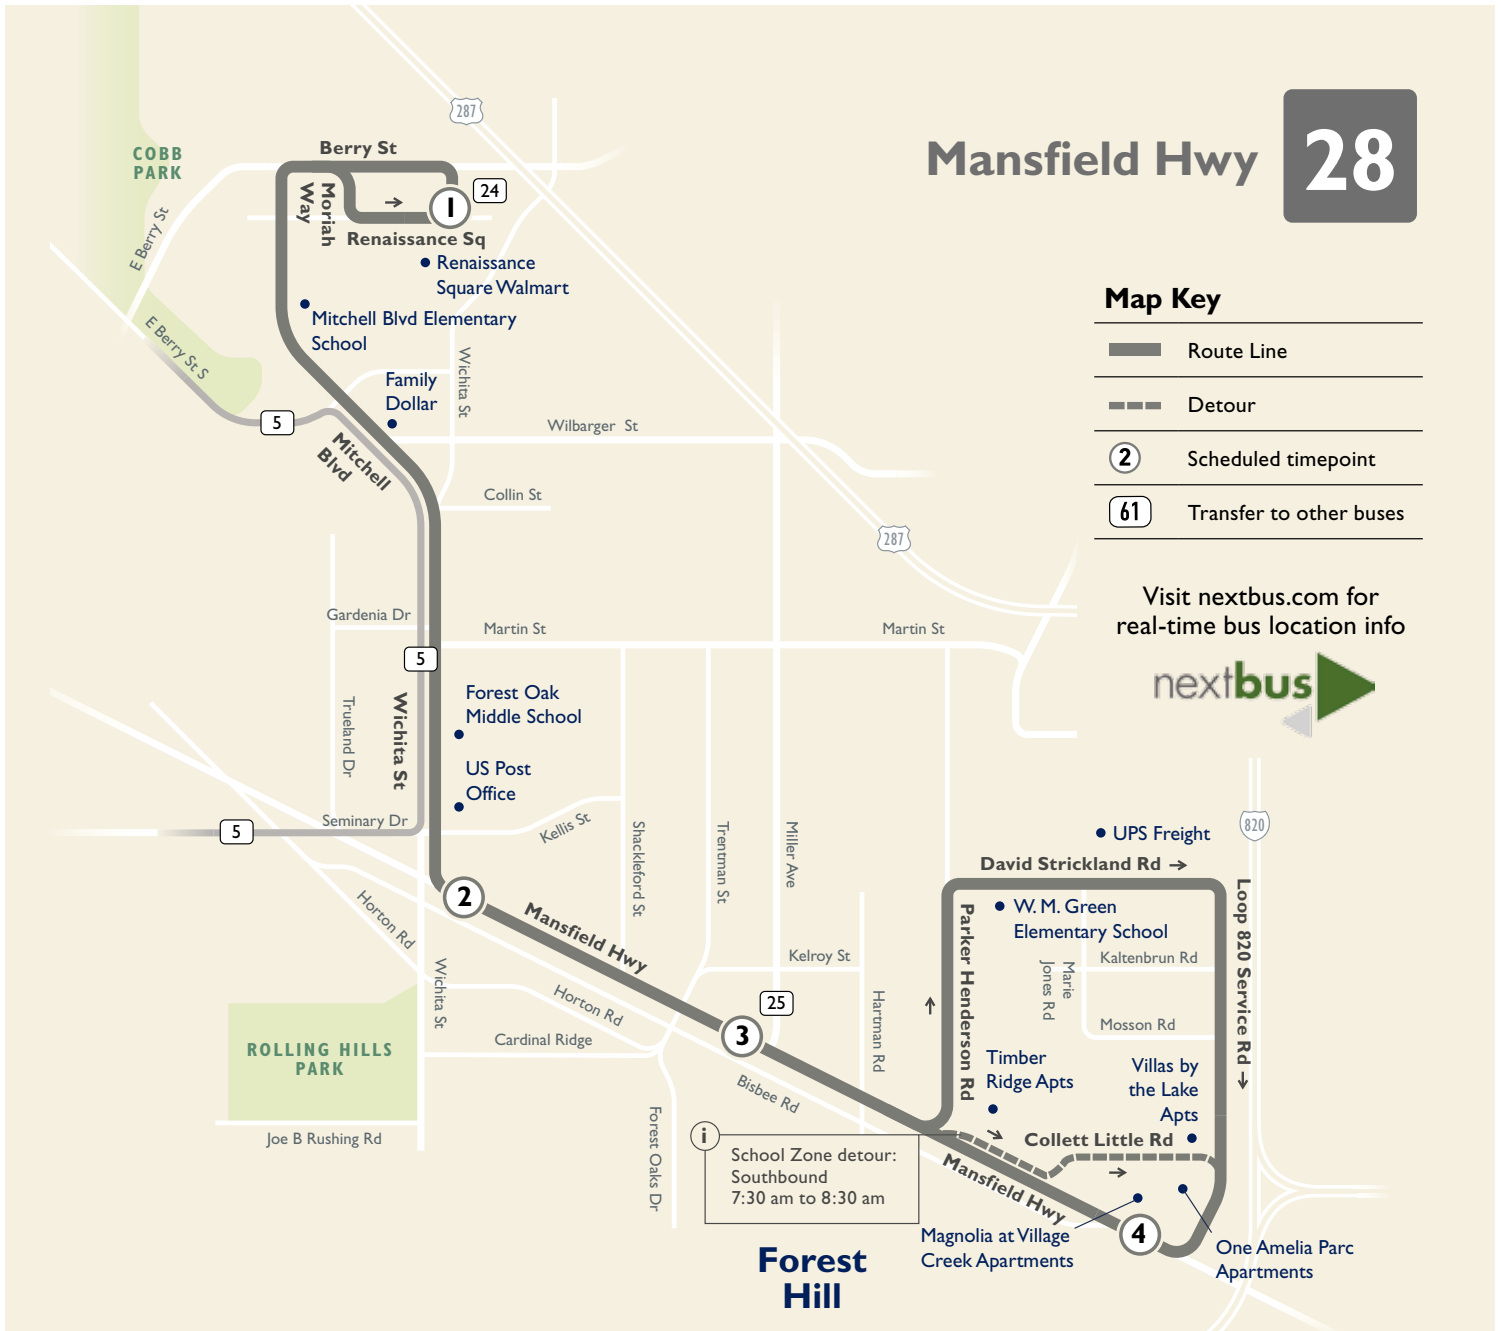 Mansfield Hwy
28
Map Key
Route Line
Detour
2
Scheduled timepoint
61
Transfer to other buses
Visit nextbus.com for
real-time bus location info
nextbus
287
COBB
PARK
Berry St
24
1
Moriah
Way
Renaissance Sq
E Berry St
Renaissance
Square Walmart
Mitchell Blvd Elementary
School
E Berry St S
Wichita St
Family
Dollar
5
Mitchell
Blvd
Wilbarger St
Collin St
287
Gardenia Dr
Martin St
Martin St
5
Forest Oak
Middle School
Trueland Dr
Wichita St
US Post
Office
Seminary Dr
5
Kellis St
Shackleford St
Trentman St
Miller Ave
820
UPS Freight
David Strickland Rd
2
Horton Rd
Mansfield Hwy
W. M. Green
Elementary School
Parker Henderson Rd
Loop 820 Service Rd
Kelroy St
Kaltenbrun Rd
Marie
Jones Rd
Wichita St
Horton Rd
25
Hartman Rd
Mosson Rd
3
Cardinal Ridge
ROLLING HILLS
PARK
Timber
Ridge Apts
Villas by
the Lake
Apts
Bisbee Rd
Joe B Rushing Rd
Forest Oaks Dr
i
School Zone detour:
Southbound
7:30 am to 8:30 am
Collett Little Rd
Mansfield Hwy
4
Magnolia at Village
Creek Apartments
One Amelia Parc
Apartments
Forest
Hill